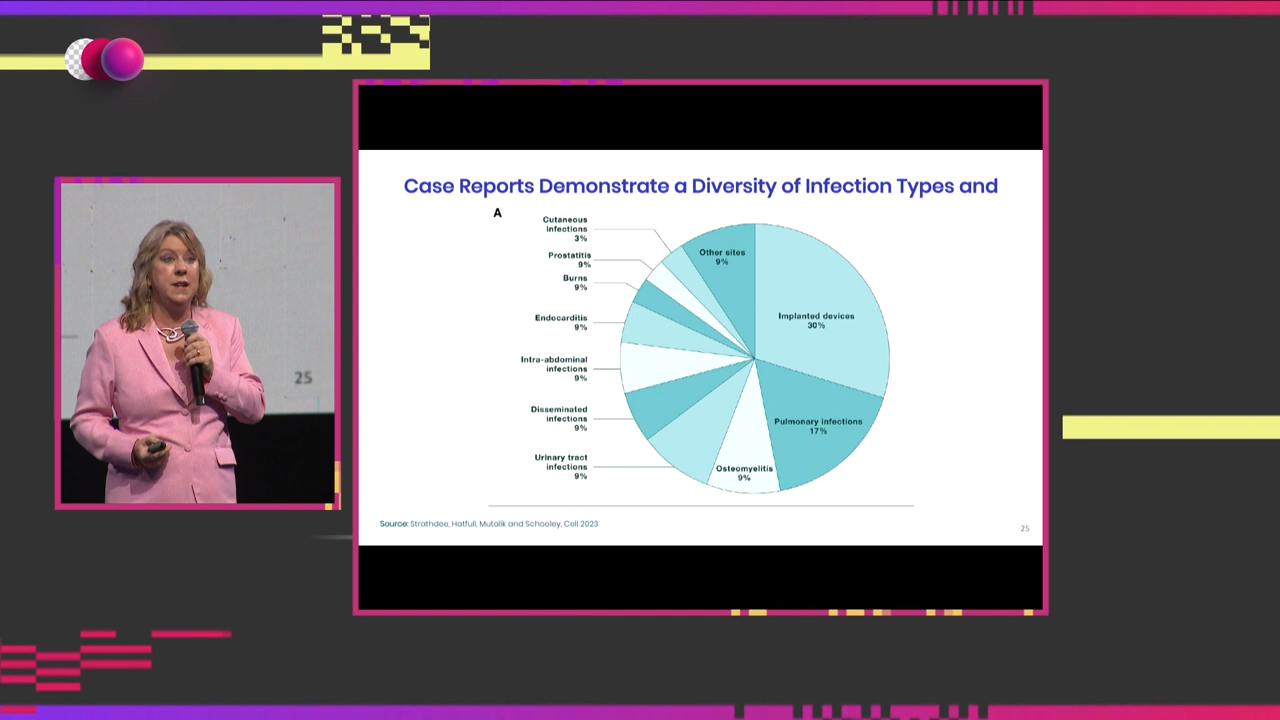 Case Reports Demonstrate a Diversity of Infection Types and
A
Cutaneous
infections
3%
Prostatitis
9%
Burns
9%
Endocarditis
9%
Intra-abdominal
infections
9%
Disseminated
infections
9%
Urinary tract
infections
9%
Other sites
9%
Implanted devices
30%
Pulmonary infections
17%
Osteomyelitis
9%
Source: Strathdee, Hatfull, Mutalik and Schooley, Cell 2023
25
25